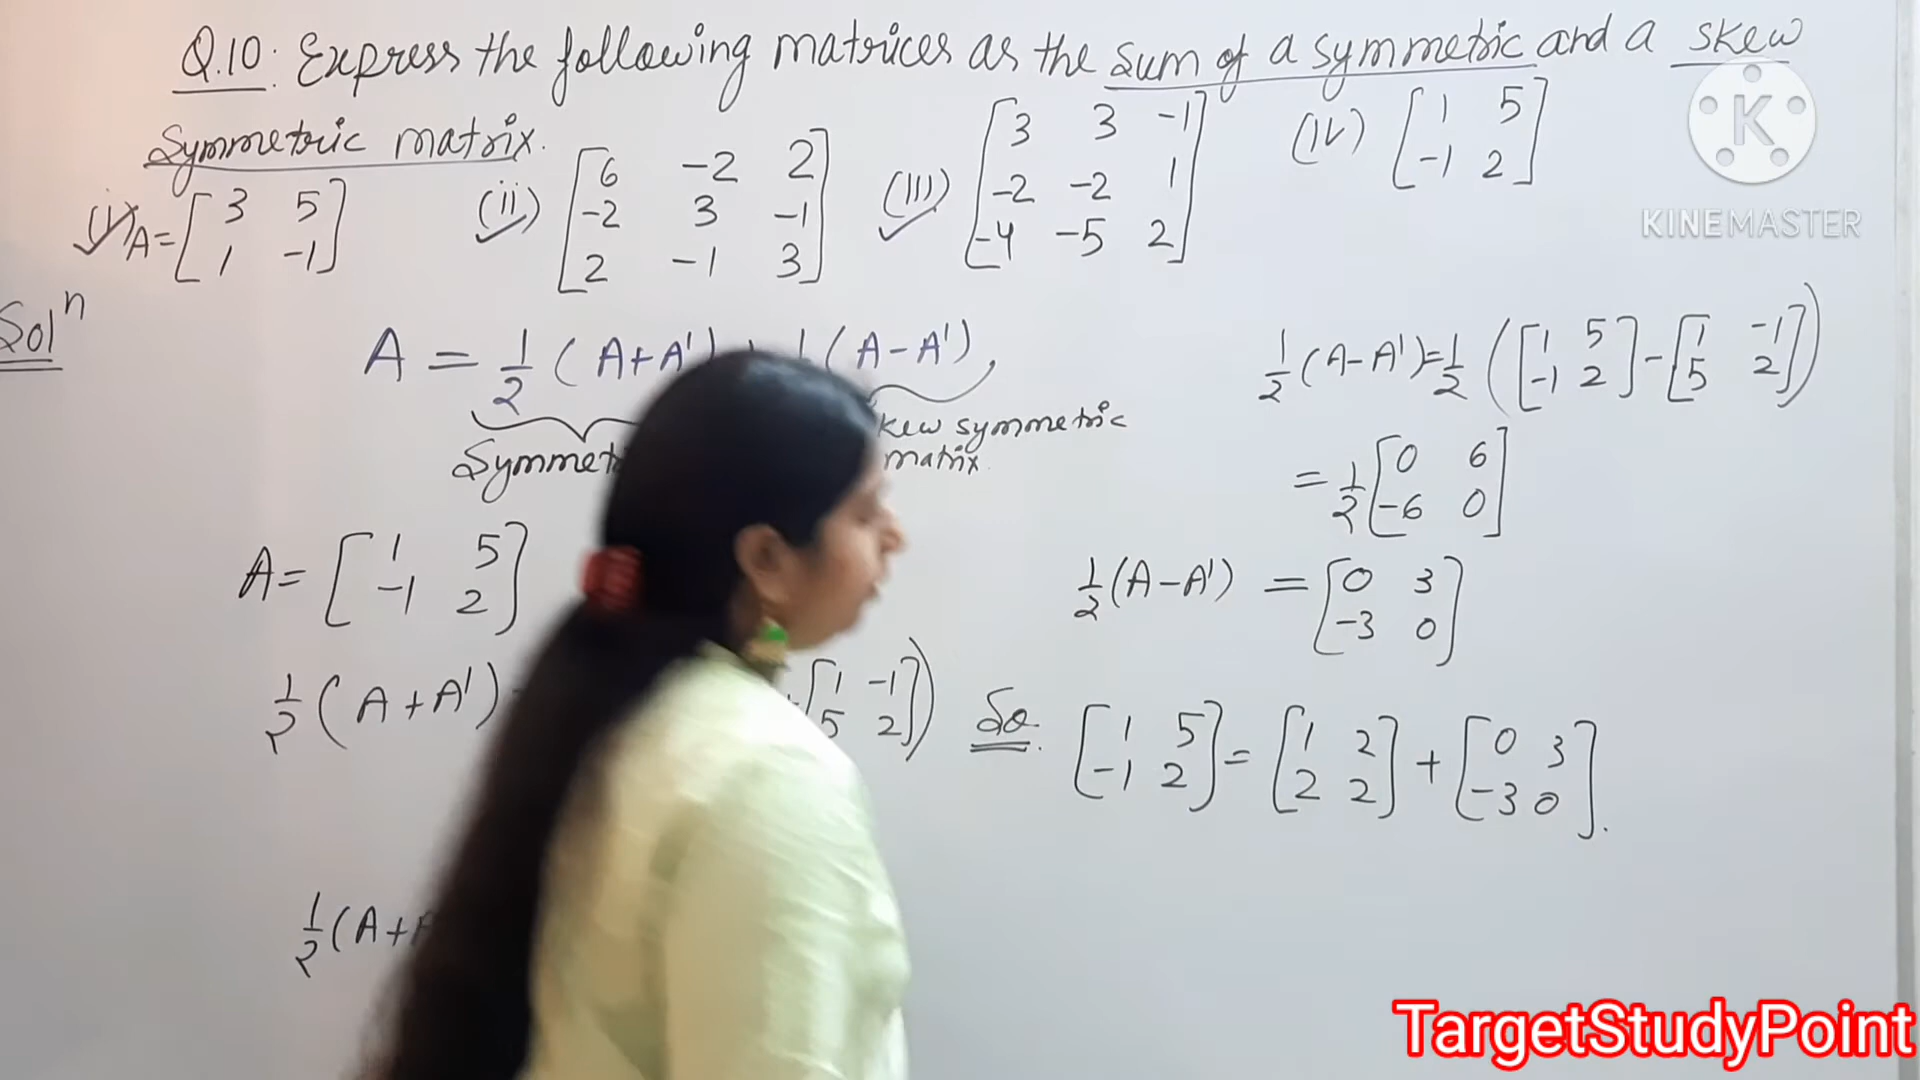 Q.10: Express the following matrices as the sum of a symmetric and a skew
Symmetric matrix.
(i) A = [3 5
1 -1]
(ii) [6 -2 2
-2 3 -1
2 -1 3]
(iii) [3 3 -1
-2 -2 1
-4 -5 2]
(iv) [1 5
-1 2]
KINEMASTER
Solⁿ
A = 1/2 (A+A') (A-A'),
Symmet
kew symmetric
matrix.
A = [1 5
-1 2]
1/2 (A+A')
[1 -1
5 2])
1/2 (A+
1/2 (A-A') = 1/2 ([1 5
-1 2] - [1 -1
5 2])
= 1/2 [0 6
-6 0]
1/2 (A-A') = [0 3
-3 0]
So. [1 5
-1 2] = [1 2
2 2] + [0 3
-3 0].
TargetStudyPoint